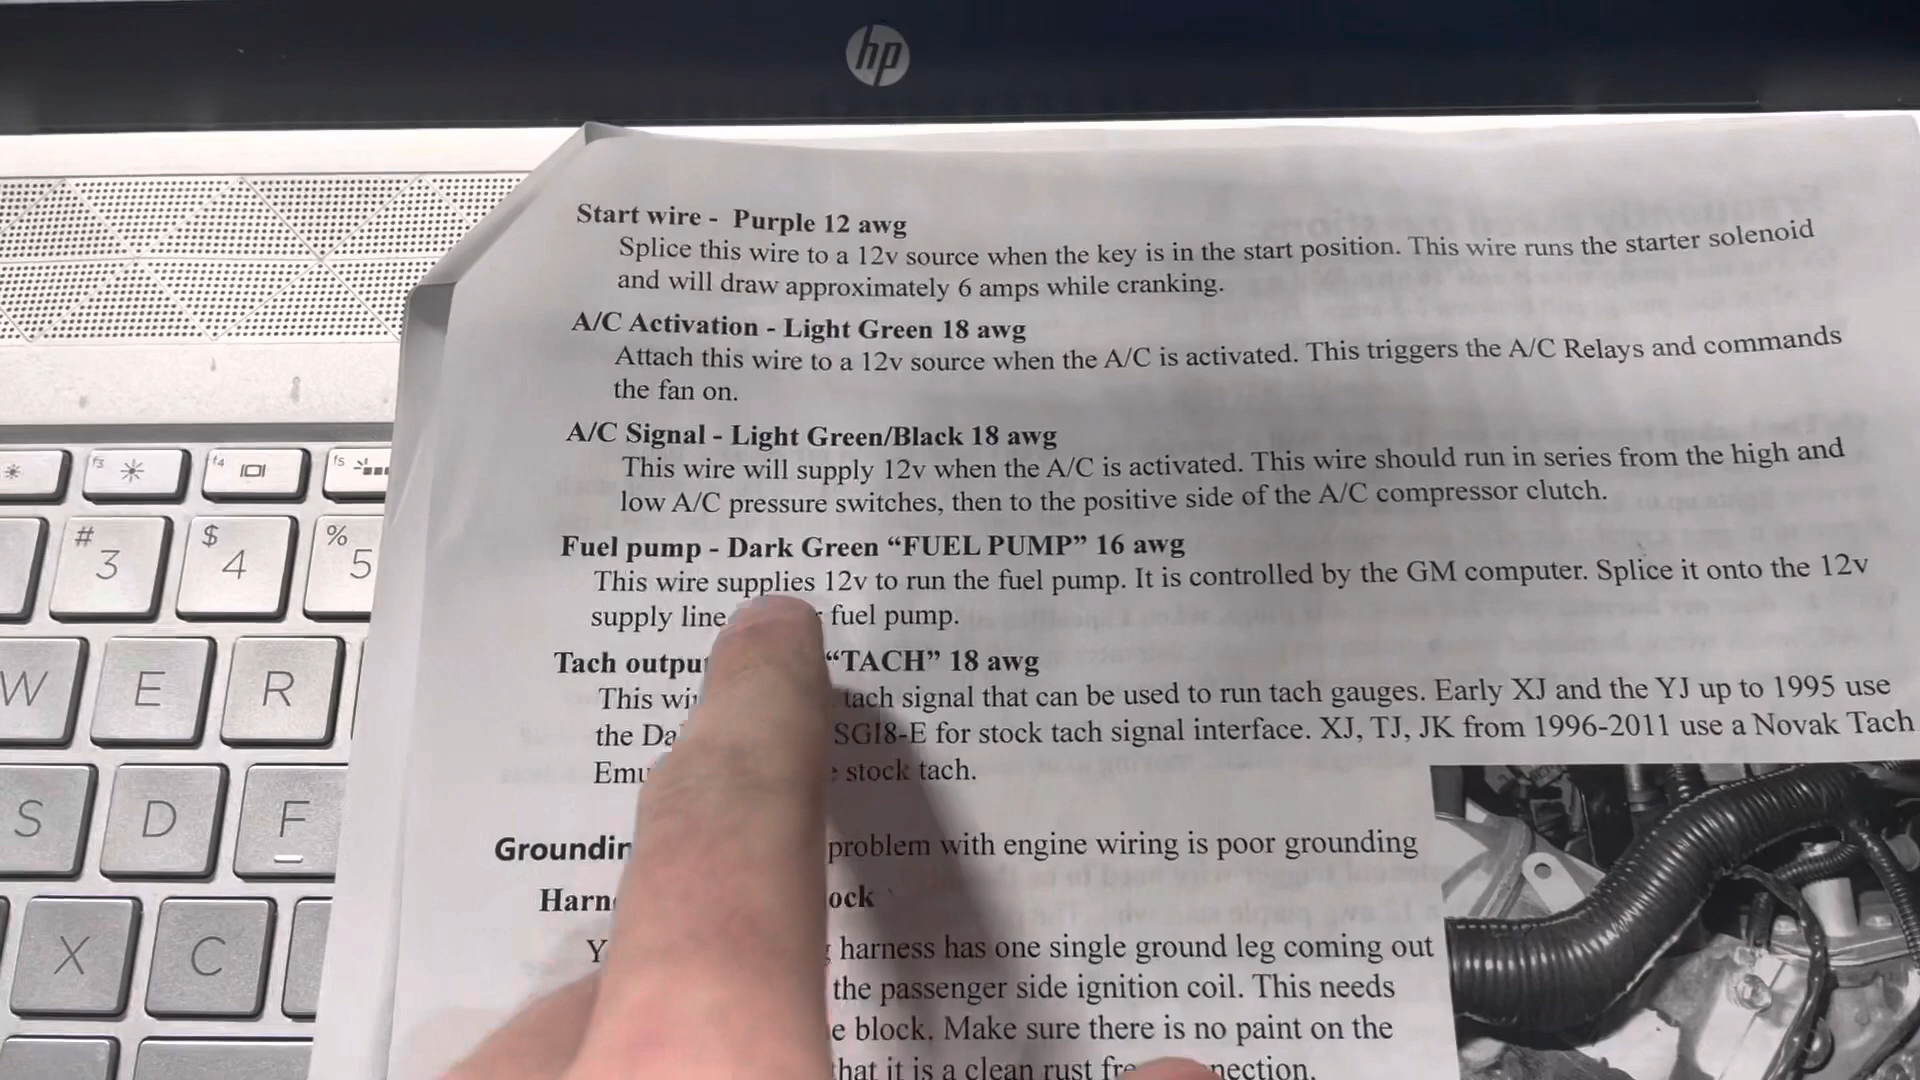 hp
Start wire - Purple 12 awg
Splice this wire to a 12v source when the key is in the start position. This wire runs the starter solenoid
and will draw approximately 6 amps while cranking.
A/C Activation - Light Green 18 awg
Attach this wire to a 12v source when the A/C is activated. This triggers the A/C Relays and commands
the fan on.
A/C Signal - Light Green/Black 18 awg
This wire will supply 12v when the A/C is activated. This wire should run in series from the high and
low A/C pressure switches, then to the positive side of the A/C compressor clutch.
Fuel pump - Dark Green “FUEL PUMP” 16 awg
This wire supplies 12v to run the fuel pump. It is controlled by the GM computer. Splice it onto the 12v
supply line fuel pump.
Tach “TACH” 18 awg
This tach signal that can be used to run tach gauges. Early XJ and the YJ up to 1995 use
the SGI8-E for stock tach signal interface. XJ, TJ, JK from 1996-2011 use a Novak Tach
stock tach.
problem with engine wiring is poor grounding
harness has one single ground leg coming out
the passenger side ignition coil. This needs
block. Make sure there is no paint on the
that it is a clean rust
f3
f4
f5
# 3
$ 4
% 5
W E R
S D F
X C